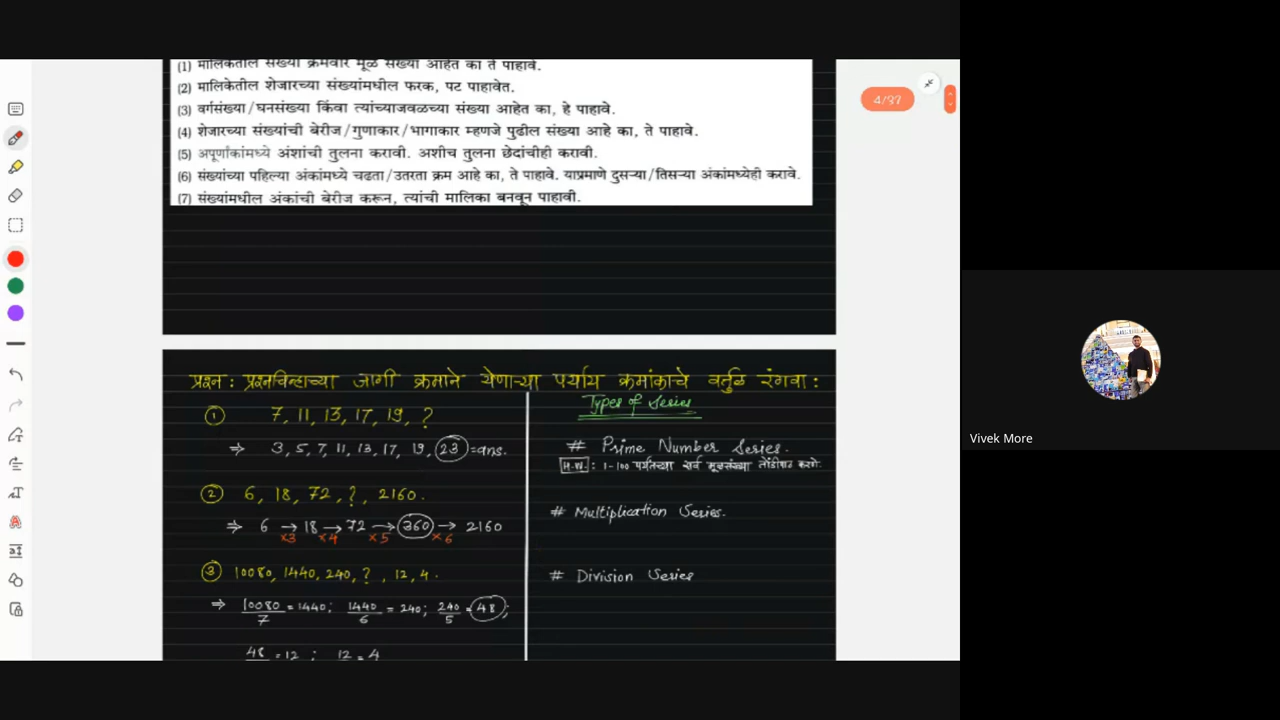 (1) मालिकेतील संख्या क्रमवार मूळ संख्या आहेत का ते पाहावे.
(2) मालिकेतील शेजारच्या संख्यांमधील फरक, पट पाहावेत.
(3) वर्गसंख्या/घनसंख्या किंवा त्यांच्याजवळच्या संख्या आहेत का, हे पाहावे.
(4) शेजारच्या संख्यांची बेरीज/गुणाकार/भागाकार म्हणजे पुढील संख्या आहे का, ते पाहावे.
(5) अपूर्णांकांमध्ये अंशांची तुलना करावी. अशीच तुलना छेदांचीही करावी.
(6) संख्यांच्या पहिल्या अंकांमध्ये चढता/उतरता क्रम आहे का, ते पाहावे. याप्रमाणे दुसऱ्या/तिसऱ्या अंकांमध्येही करावे.
(7) संख्यांमधील अंकांची बेरीज करून, त्यांची मालिका बनवून पाहावी.
4/97
प्रश्न : प्रश्नचिन्हाच्या जागी क्रमाने येणाऱ्या पर्याय क्रमांकाचे वर्तुळ रंगवा :
① 7, 11, 13, 17, 19, ?
⇒ 3, 5, 7, 11, 13, 17, 19, 23 = ans.
② 6, 18, 72, ?, 2160.
⇒ 6 → 18 → 72 → 360 → 2160
×3 ×4 ×5 ×6
③ 10080, 1440, 240, ?, 12, 4.
⇒ 10080/7 = 1440; 1440/6 = 240; 240/5 = 48;
48 = 12 ; 12 = 4
Types of Series
# Prime Number Series.
H.W. : 1-100 पर्यंतच्या सर्व मूळसंख्या तोंडीपाठ करणे.
# Multiplication Series.
# Division Series
Vivek More